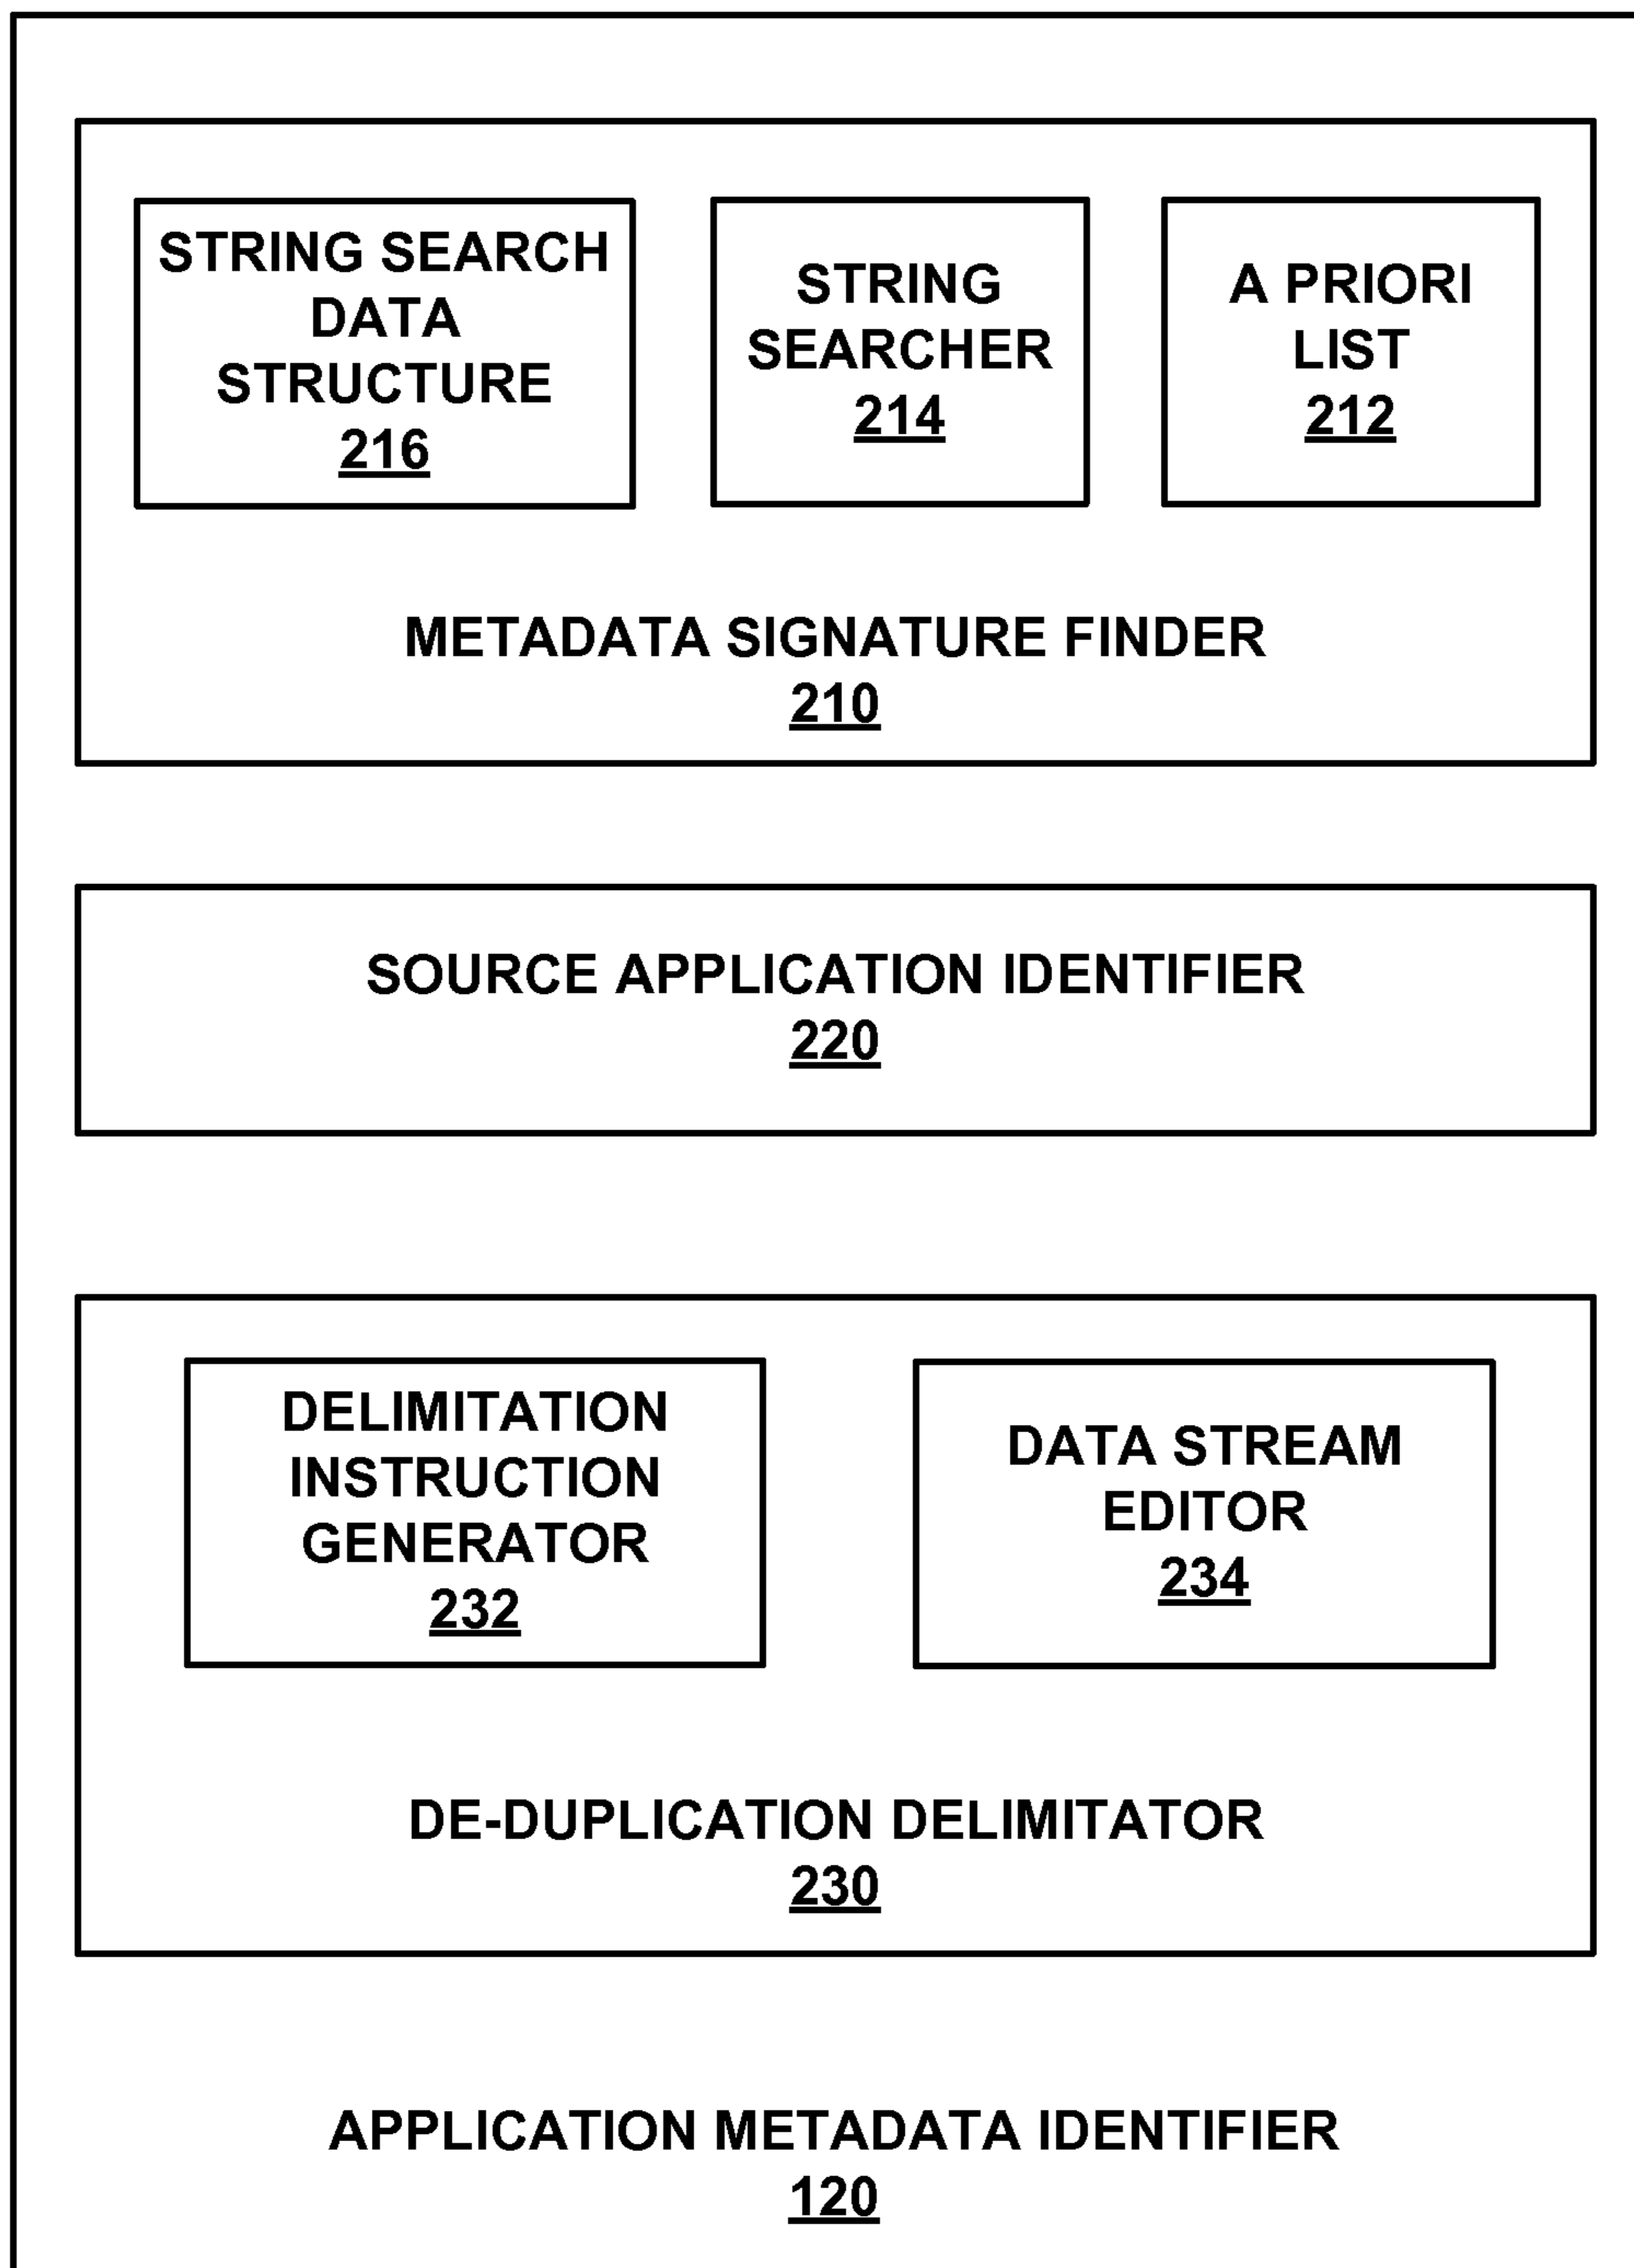 STRING SEARCH
DATA
STRUCTURE
216
STRING
SEARCHER
214
A PRIORI
LIST
212
METADATA SIGNATURE FINDER
210
SOURCE APPLICATION IDENTIFIER
220
DELIMITATION
INSTRUCTION
GENERATOR
232
DATA STREAM
EDITOR
234
DE-DUPLICATION DELIMITATOR
230
APPLICATION METADATA IDENTIFIER
120